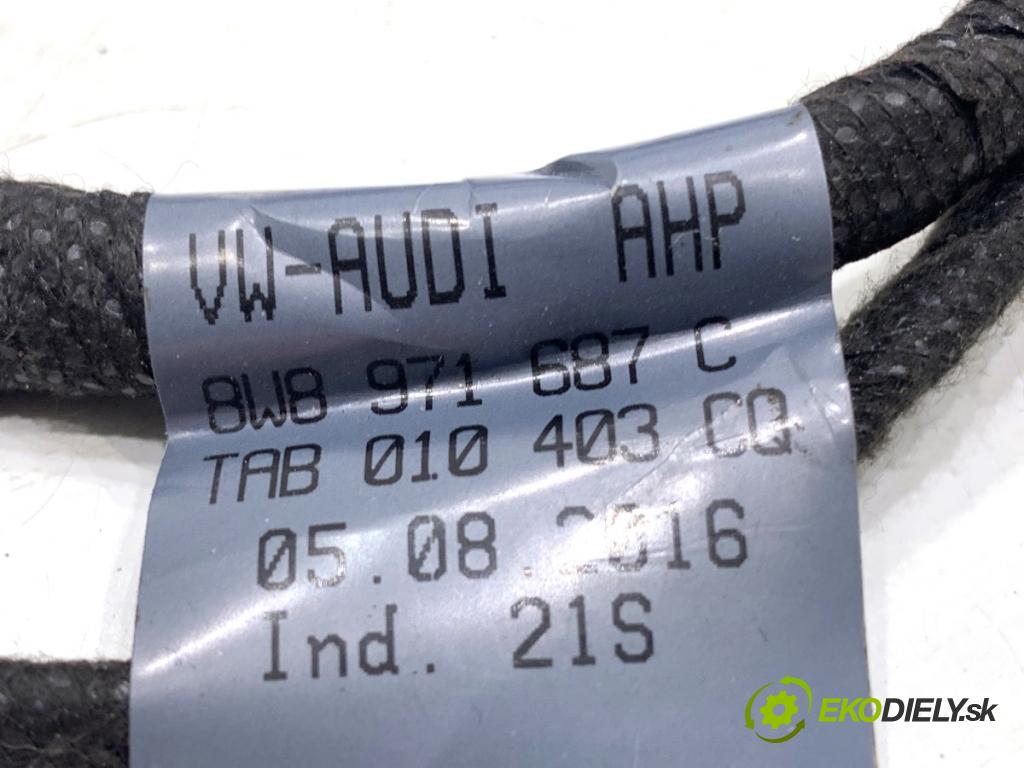 VW-AUDI AHP
8W8 971 687 C
TAB 010 403 CQ
05.08.2016
Ind. 21S
EKODIELY.sk